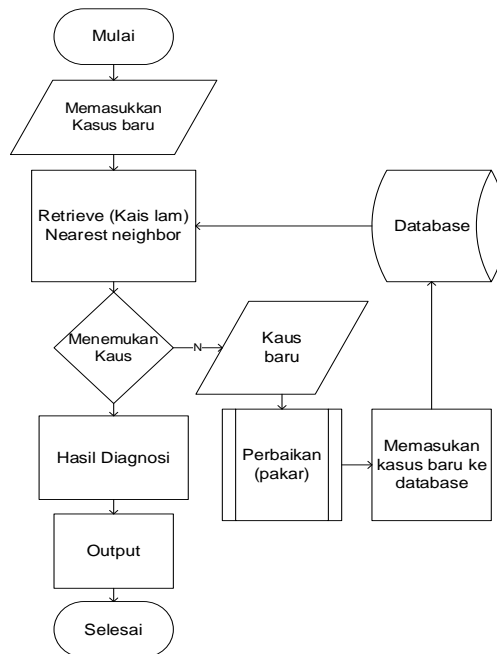 Mulai
Memasukkan
Kasus baru
Retrieve (Kais lam)
Nearest neighbor
Database
Menemukan
Kaus
N
Kaus
baru
Hasil Diagnosi
Perbaikan
(pakar)
Memasukan
kasus baru ke
database
Output
Selesai